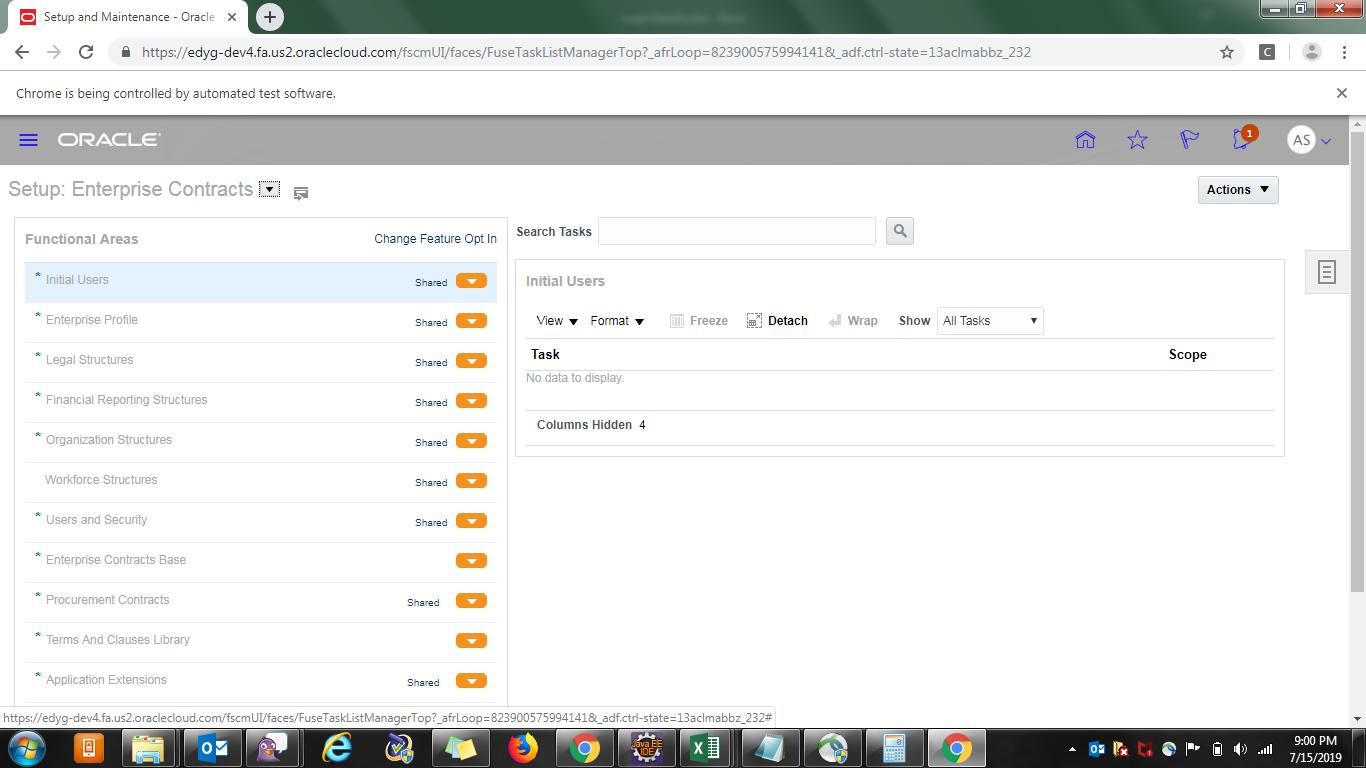 Setup and Maintenance - Oracle
https://edyg-dev4.fa.us2.oraclecloud.com/fscmUI/faces/FuseTaskListManagerTop?_afrLoop=823900575994141&_adf.ctrl-state=13aclmabbz_232
C
Chrome is being controlled by automated test software.
ORACLE
1
AS
Setup: Enterprise Contracts
Actions
Functional Areas
Change Feature Opt In
* Initial Users Shared
* Enterprise Profile Shared
* Legal Structures Shared
* Financial Reporting Structures Shared
* Organization Structures Shared
Workforce Structures Shared
* Users and Security Shared
* Enterprise Contracts Base
* Procurement Contracts Shared
* Terms And Clauses Library
* Application Extensions Shared
Search Tasks
Initial Users
View Format Freeze Detach Wrap Show All Tasks
Task Scope
No data to display.
Columns Hidden 4
https://edyg-dev4.fa.us2.oraclecloud.com/fscmUI/faces/FuseTaskListManagerTop?_afrLoop=823900575994141&_adf.ctrl-state=13aclmabbz_232#
Java EE
IDE
9:00 PM
7/15/2019